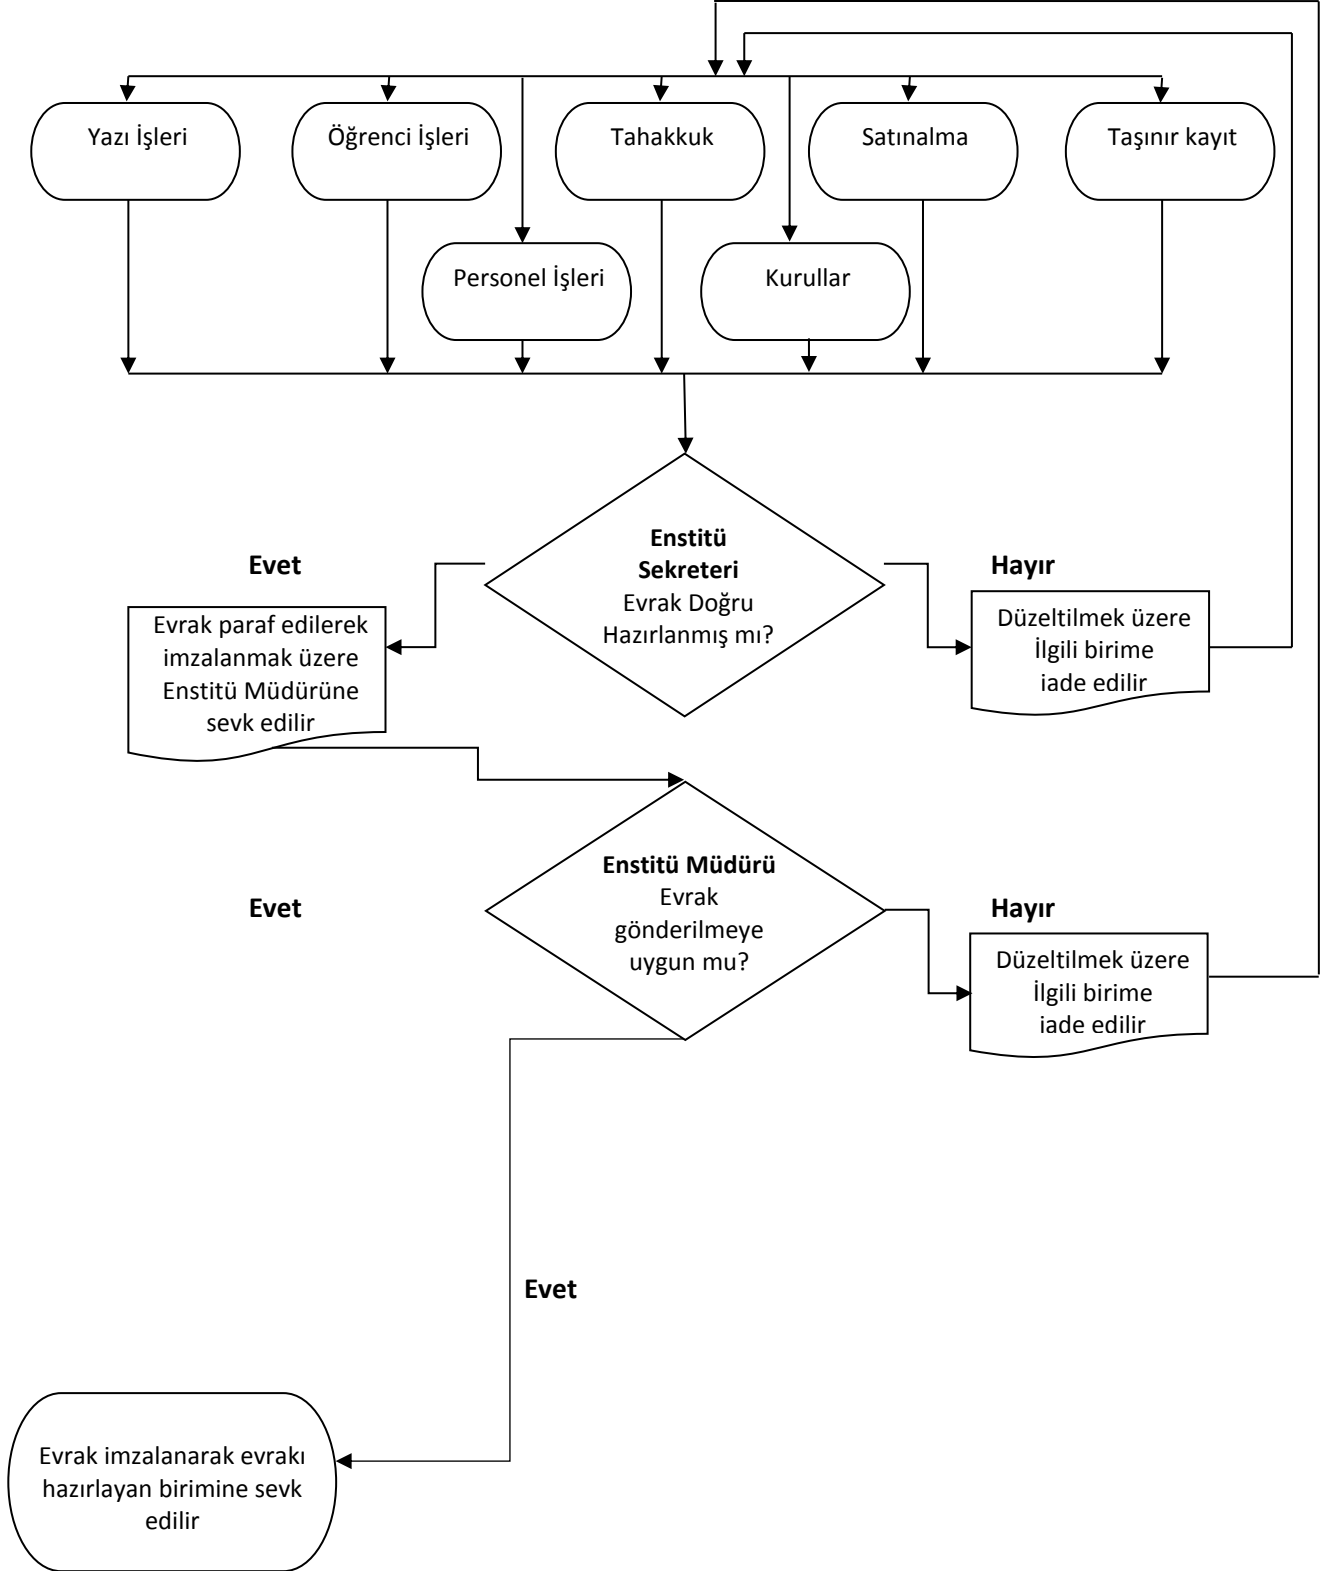 Yazı İşleri
Öğrenci İşleri
Tahakkuk
Satınalma
Taşınır kayıt
Personel İşleri
Kurullar
Enstitü
Sekreteri
Evrak Doğru
Hazırlanmış mı?
Evet
Hayır
Evrak paraf edilerek
imzalanmak üzere
Enstitü Müdürüne
sevk edilir
Düzeltilmek üzere
İlgili birime
iade edilir
Enstitü Müdürü
Evrak
gönderilmeye
uygun mu?
Evet
Hayır
Düzeltilmek üzere
İlgili birime
iade edilir
Evet
Evrak imzalanarak evrakı
hazırlayan birimine sevk
edilir